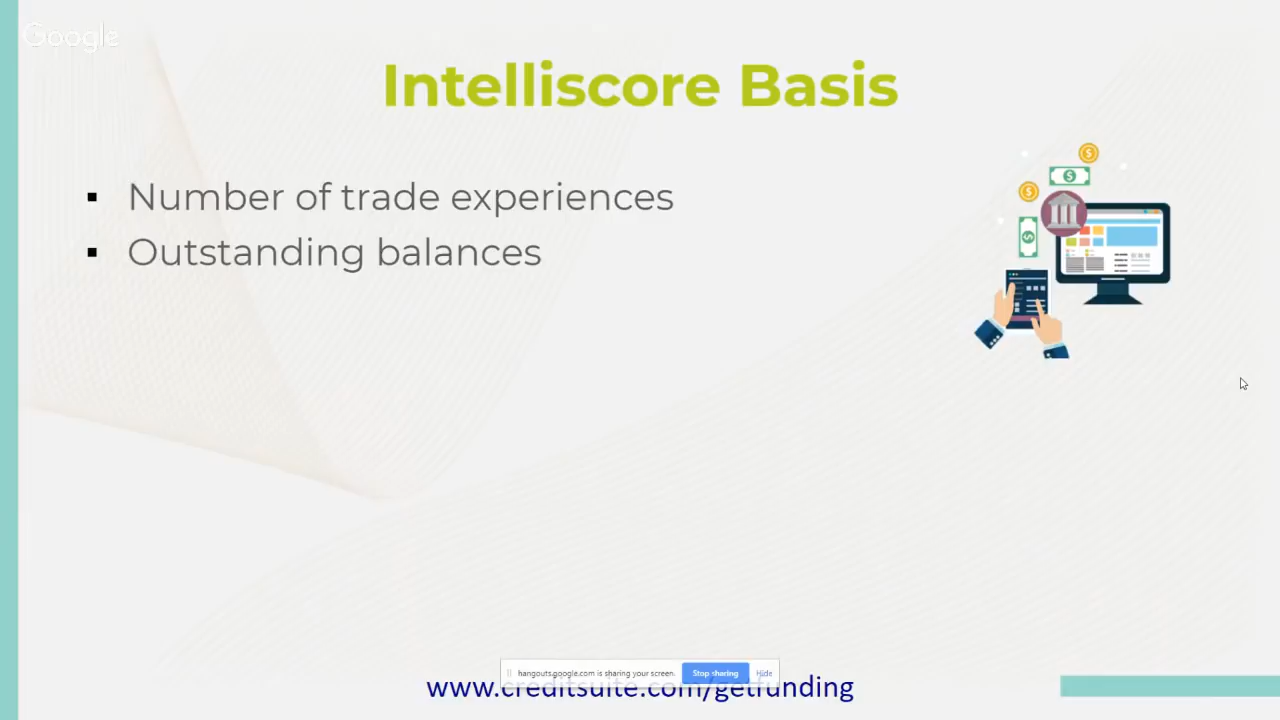 Google
Intelliscore Basis
▪ Number of trade experiences
▪ Outstanding balances
hangouts.google.com is sharing your screen. Stop sharing Hide
www.creditsuite.com/getfunding